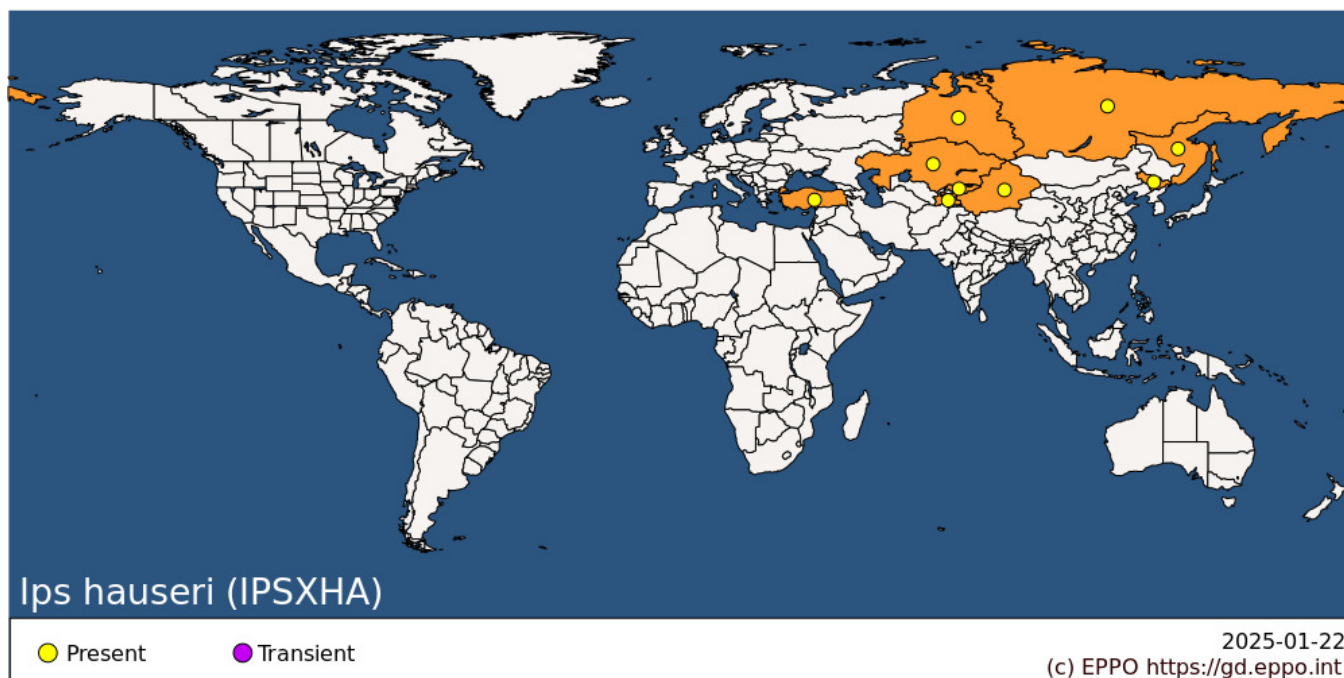 Ips hauseri (IPSXHA)
Present
Transient
2025-01-22
(c) EPPO https://gd.eppo.int